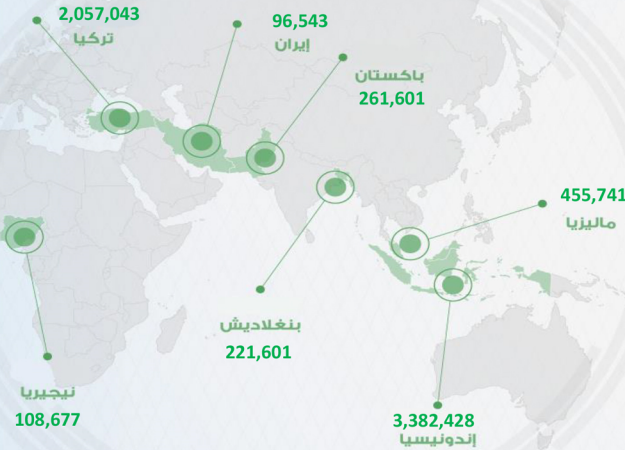 2,057,043
تركيا
96,543
إيران
باكستان
261,601
455,741
ماليزيا
بنغلاديش
221,601
نيجيريا
108,677
3,382,428
إندونيسيا